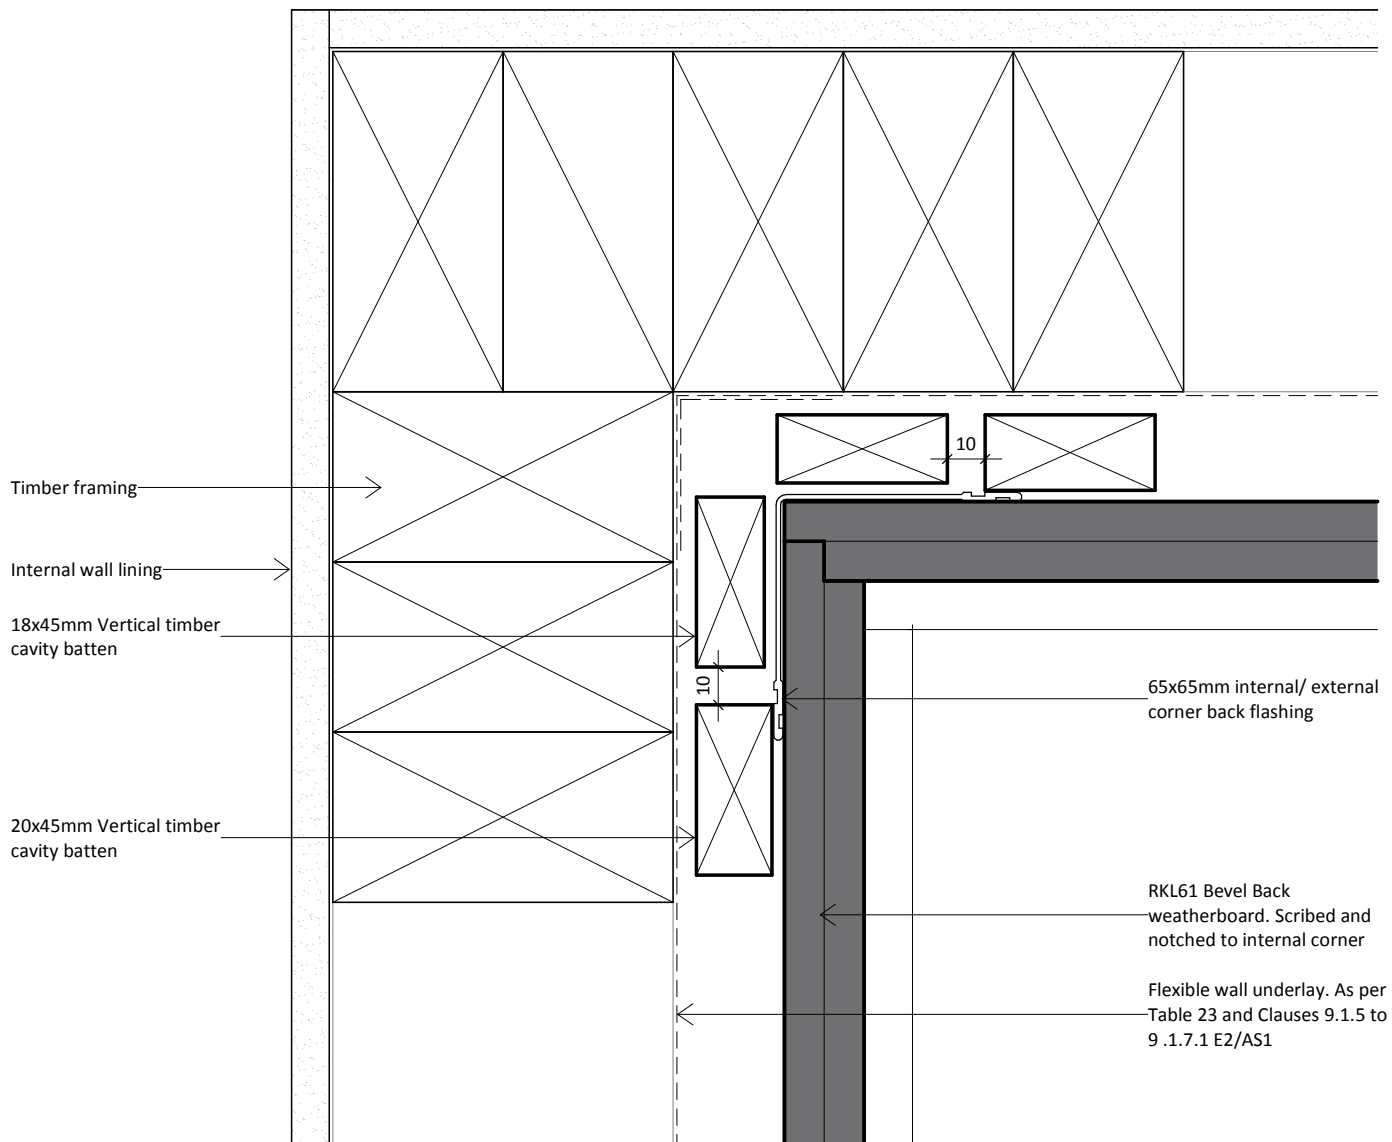 10
Timber framing
Internal wall lining
18x45mm Vertical timber
cavity batten
10
65x65mm internal/ external
corner back flashing
20x45mm Vertical timber
cavity batten
RKL61 Bevel Back
weatherboard. Scribed and
notched to internal corner
Flexible wall underlay. As per
Table 23 and Clauses 9.1.5 to
9 .1.7.1 E2/AS1